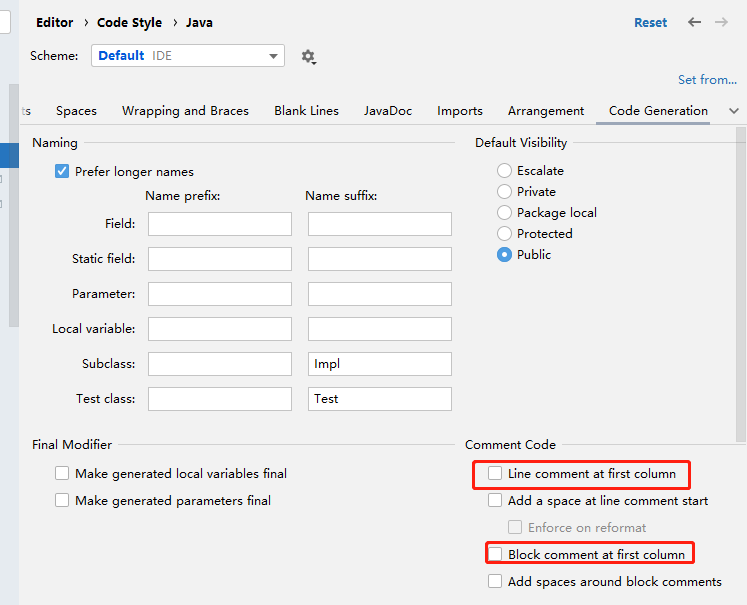 Editor › Code Style › Java
Reset
Scheme: Default IDE
Set from...
ts Spaces Wrapping and Braces Blank Lines JavaDoc Imports Arrangement Code Generation
Naming
Prefer longer names
Name prefix: Name suffix:
Field:
Static field:
Parameter:
Local variable:
Subclass: Impl
Test class: Test
Default Visibility
Escalate
Private
Package local
Protected
Public
Final Modifier
Make generated local variables final
Make generated parameters final
Comment Code
Line comment at first column
Add a space at line comment start
Enforce on reformat
Block comment at first column
Add spaces around block comments